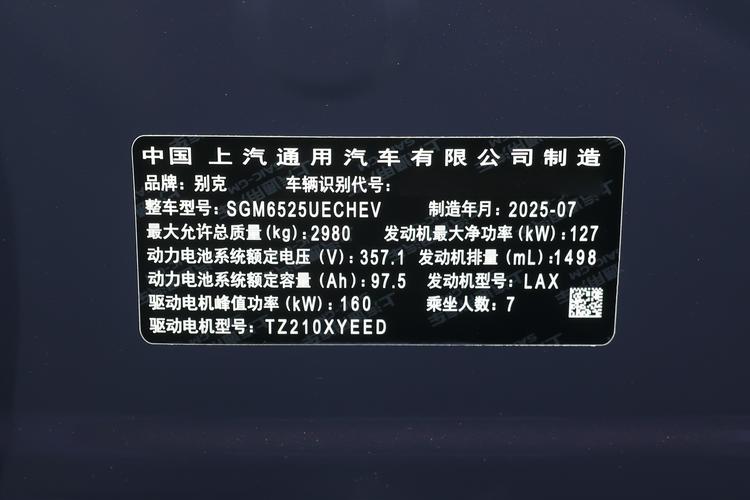 中国 上汽通用汽车有限公司制造
品牌：别克 车辆识别代号：
整车型号：SGM6525UECHEV 制造年月：2025-07
最大允许总质量(kg)：2980 发动机最大净功率(kW)：127
动力电池系统额定电压(V)：357.1 发动机排量(mL)：1498
动力电池系统额定容量(Ah)：97.5 发动机型号：LAX
驱动电机峰值功率(kW)：160 乘坐人数：7
驱动电机型号：TZ210XYEED